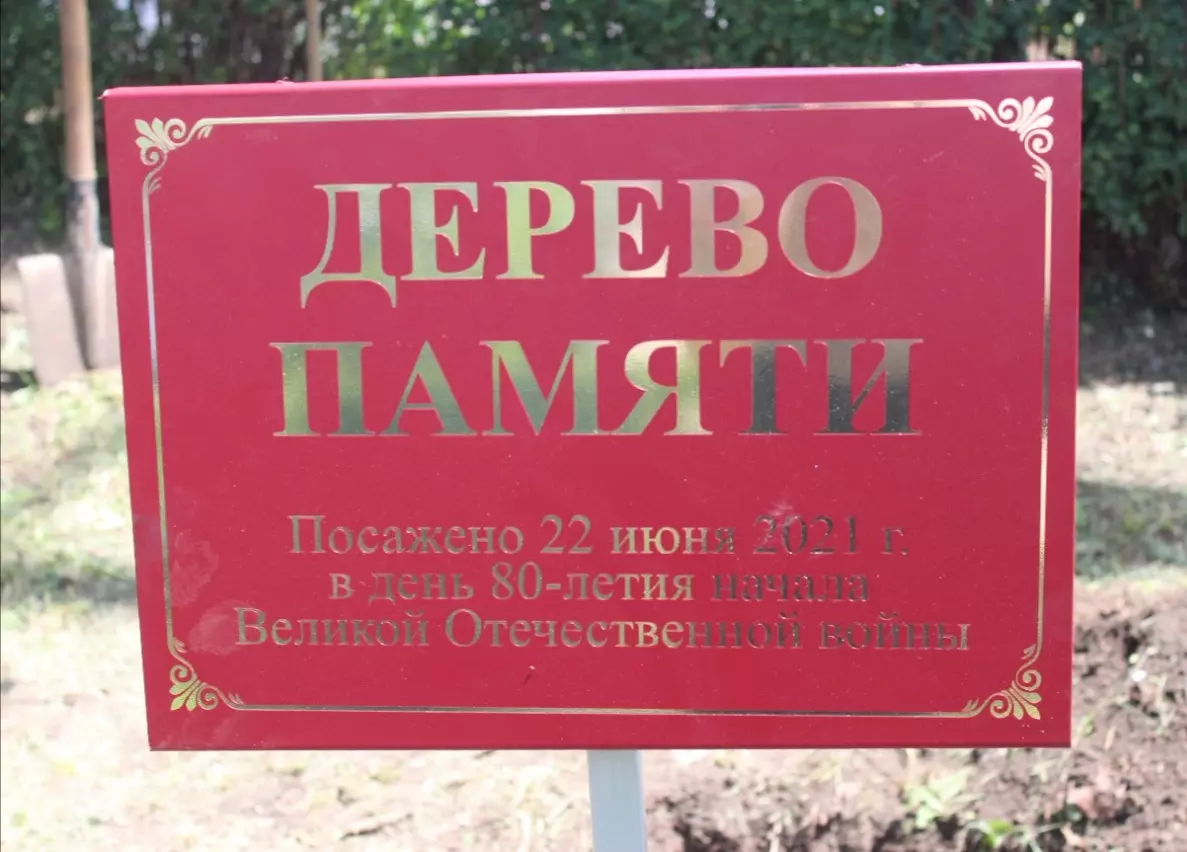 ДЕРЕВО
ПАМЯТИ
Посажено 22 июня 2021 г.
в день 80-летия начала
Великой Отечественной войны